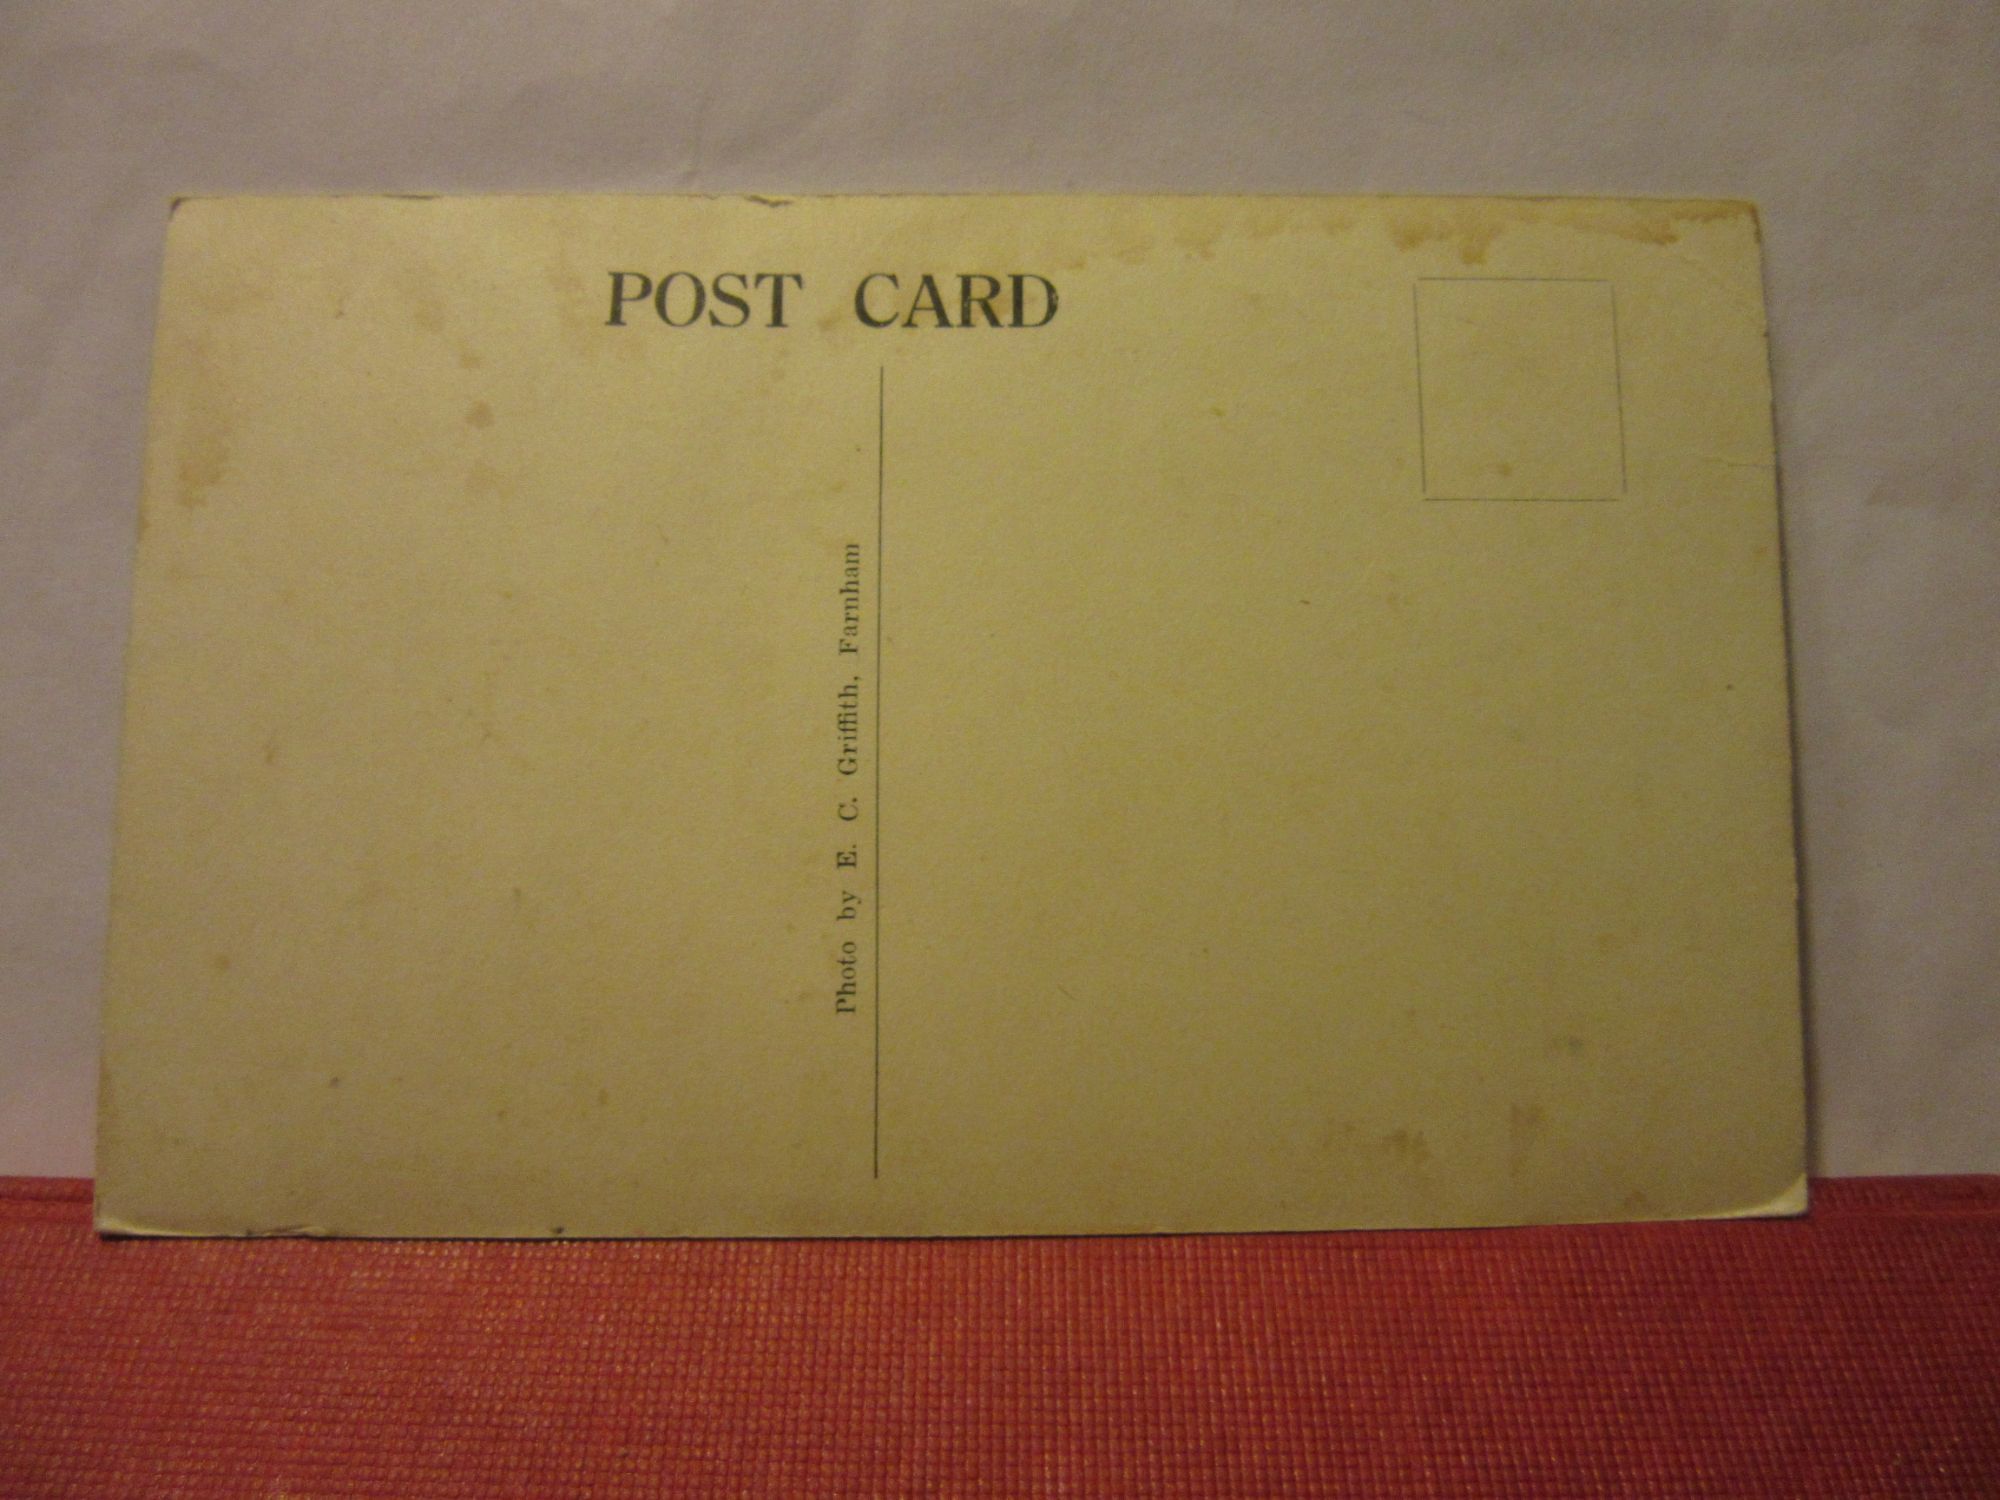 POST CARD
Photo by E. C. Griffith, Farnham